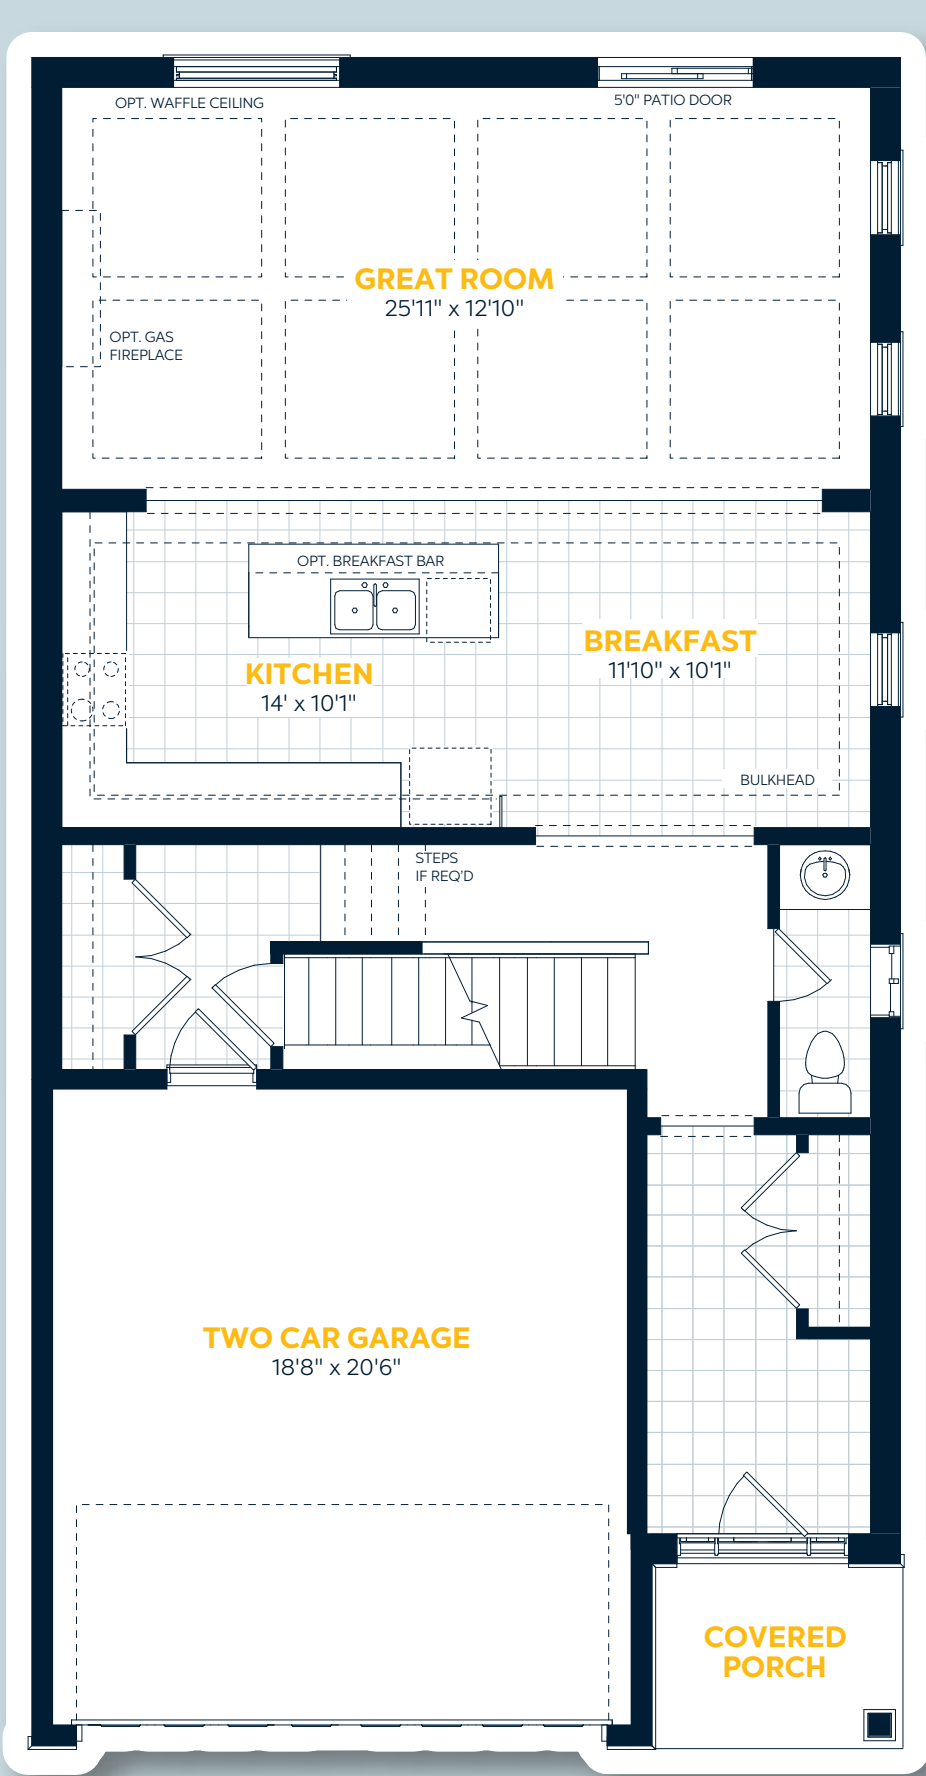 OPT. WAFFLE CEILING
5'0" PATIO DOOR
GREAT ROOM
25'11" x 12'10"
OPT. GAS
FIREPLACE
OPT. BREAKFAST BAR
BREAKFAST
11'10" x 10'1"
KITCHEN
14' x 10'1"
BULKHEAD
STEPS
IF REQ'D
TWO CAR GARAGE
18'8" x 20'6"
COVERED
PORCH